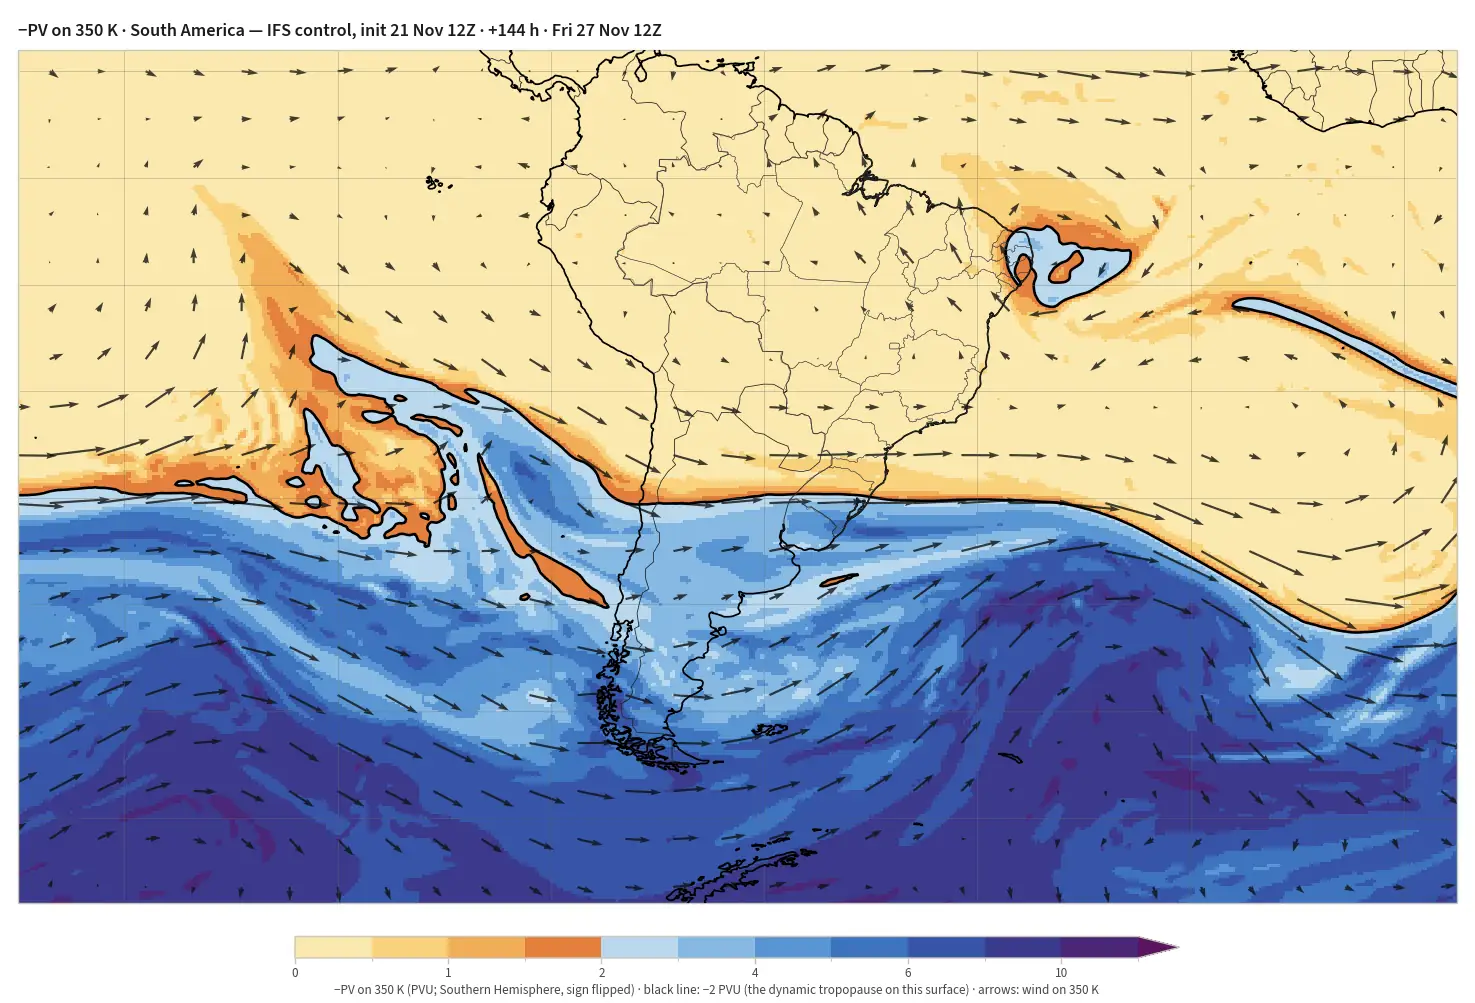 −PV on 350 K · South America — IFS control, init 21 Nov 12Z · +144 h · Fri 27 Nov 12Z
0 1 2 4 6 10
−PV on 350 K (PVU; Southern Hemisphere, sign flipped) · black line: −2 PVU (the dynamic tropopause on this surface) · arrows: wind on 350 K